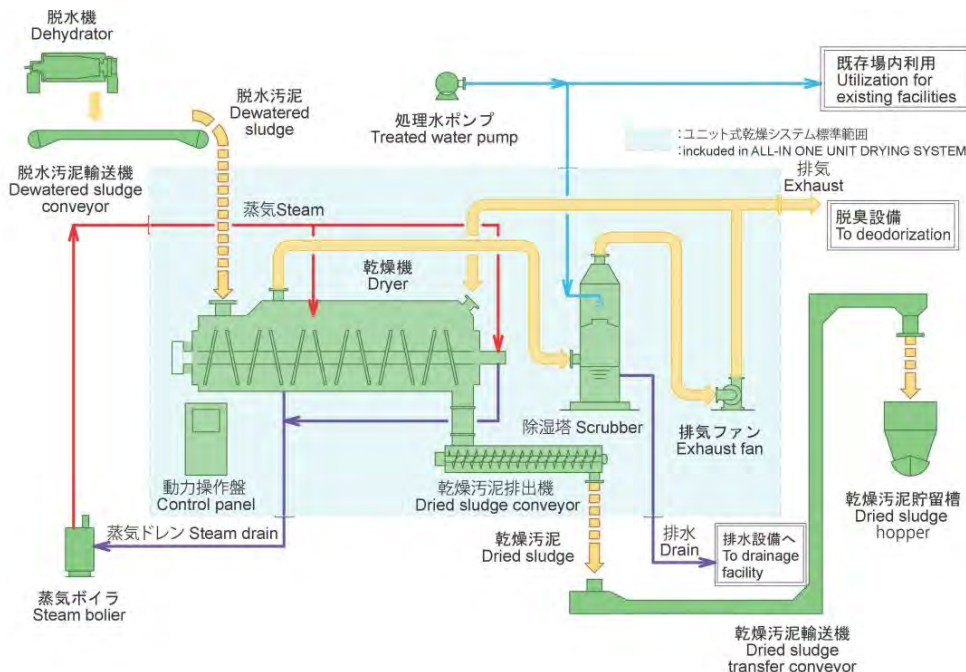 脱水機
Dehydrator
脱水汚泥
Dewatered
sludge
処理水ポンプ
Treated water pump
既存場内利用
Utilization for
existing facilities
:ユニット式乾燥システム標準範囲
:inckuded in ALL-IN ONE UNIT DRYING SYSTEM
脱水汚泥輸送機
Dewatered sludge
conveyor
排気
Exhaust
蒸気Steam
脱臭設備
To deodorization
乾燥機
Dryer
除湿塔 Scrubber
排気ファン
Exhaust fan
動力操作盤
Control panel
乾燥汚泥排出機
Dried sludge conveyor
乾燥汚泥貯留槽
Dried sludge
hopper
蒸気ドレン Steam drain
乾燥汚泥
Dried sludge
排水
Drain
排水設備へ
To drainage
facility
蒸気ボイラ
Steam bolier
乾燥汚泥輸送機
Dried sludge
transfer conveyor